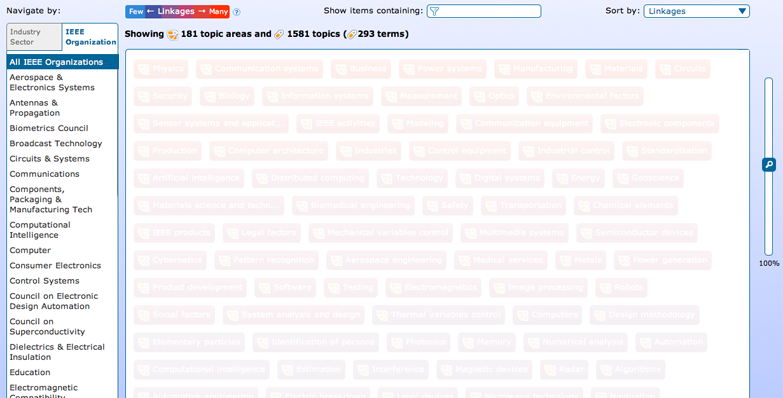 Navigate by:
Few ← Linkages → Many ?
Show items containing:
Sort by: Linkages
Industry Sector
IEEE Organization
Showing 181 topic areas and 1581 topics (293 terms)
All IEEE Organizations
Aerospace &
Electronics Systems
Antennas &
Propagation
Biometrics Council
Broadcast Technology
Circuits & Systems
Communications
Components,
Packaging &
Manufacturing Tech
Computational
Intelligence
Computer
Consumer Electronics
Control Systems
Council on Electronic
Design Automation
Council on
Superconductivity
Dielectrics & Electrical
Insulation
Education
Electromagnetic
Compatibility
Physics Communication systems Business Power systems Manufacturing Materials Circuits
Security Biology Information systems Measurement Optics Environmental factors
Sensor systems and applicat... IEEE activities Modeling Communication equipment Electronic components
Production Computer architecture Industries Control equipment Industrial control Standardization
Artificial intelligence Distributed computing Technology Digital systems Energy Geoscience
Materials science and techn... Biomedical engineering Safety Transportation Chemical elements
IEEE products Legal factors Mechanical variables control Multimedia systems Semiconductor devices
Cybernetics Pattern recognition Aerospace engineering Medical services Metals Power generation
Product development Software Testing Electromagnetics Image processing Robots
Social factors System analysis and design Thermal variables control Computers Design methodology
Elementary particles Identification of persons Photonics Memory Numerical analysis Automation
Computational intelligence Estimation Interference Magnetic devices Radar Algorithms
100%